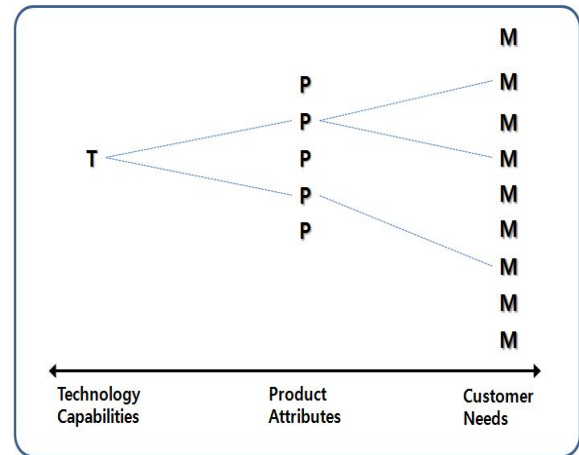 M
M
P
M
P
T
P
M
P
M
P
M
M
M
M
Technology
Capabilities
Product
Attributes
Customer
Needs